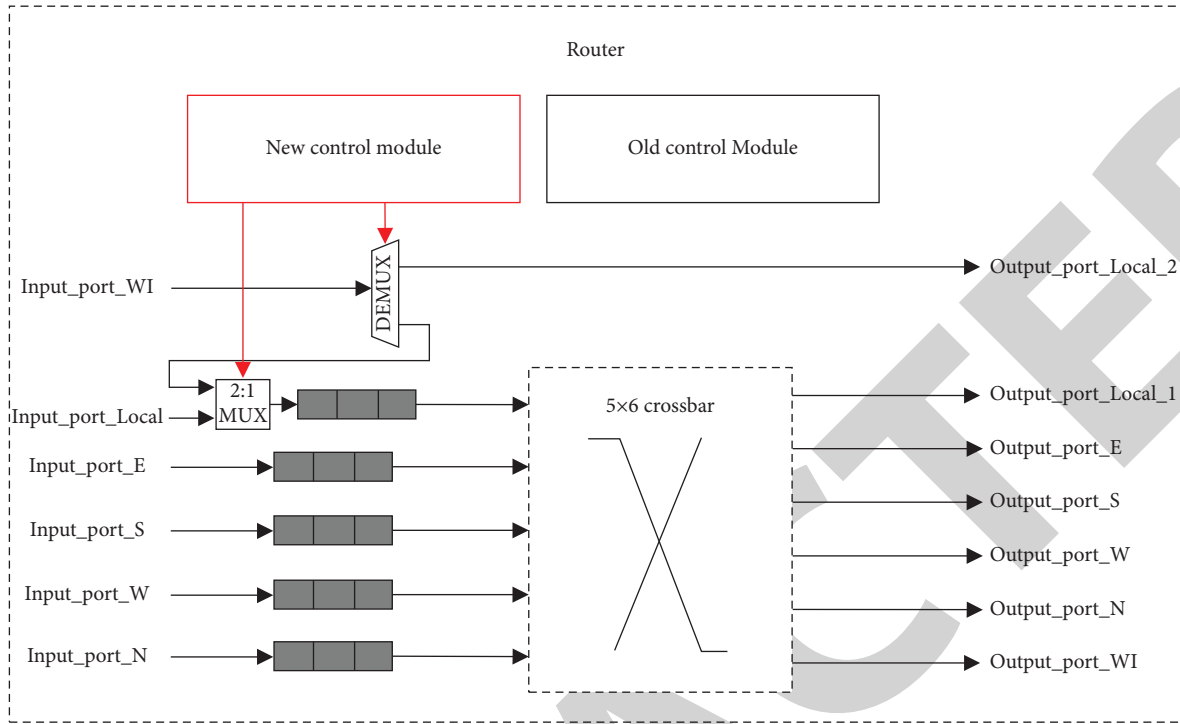 Router
New control module
Old control Module
Input_port_WI
DEMUX
Output_port_Local_2
2:1
MUX
Input_port_Local
5×6 crossbar
Output_port_Local_1
Input_port_E
Output_port_E
Input_port_S
Output_port_S
Input_port_W
Output_port_W
Input_port_N
Output_port_N
Output_port_WI
ACTED